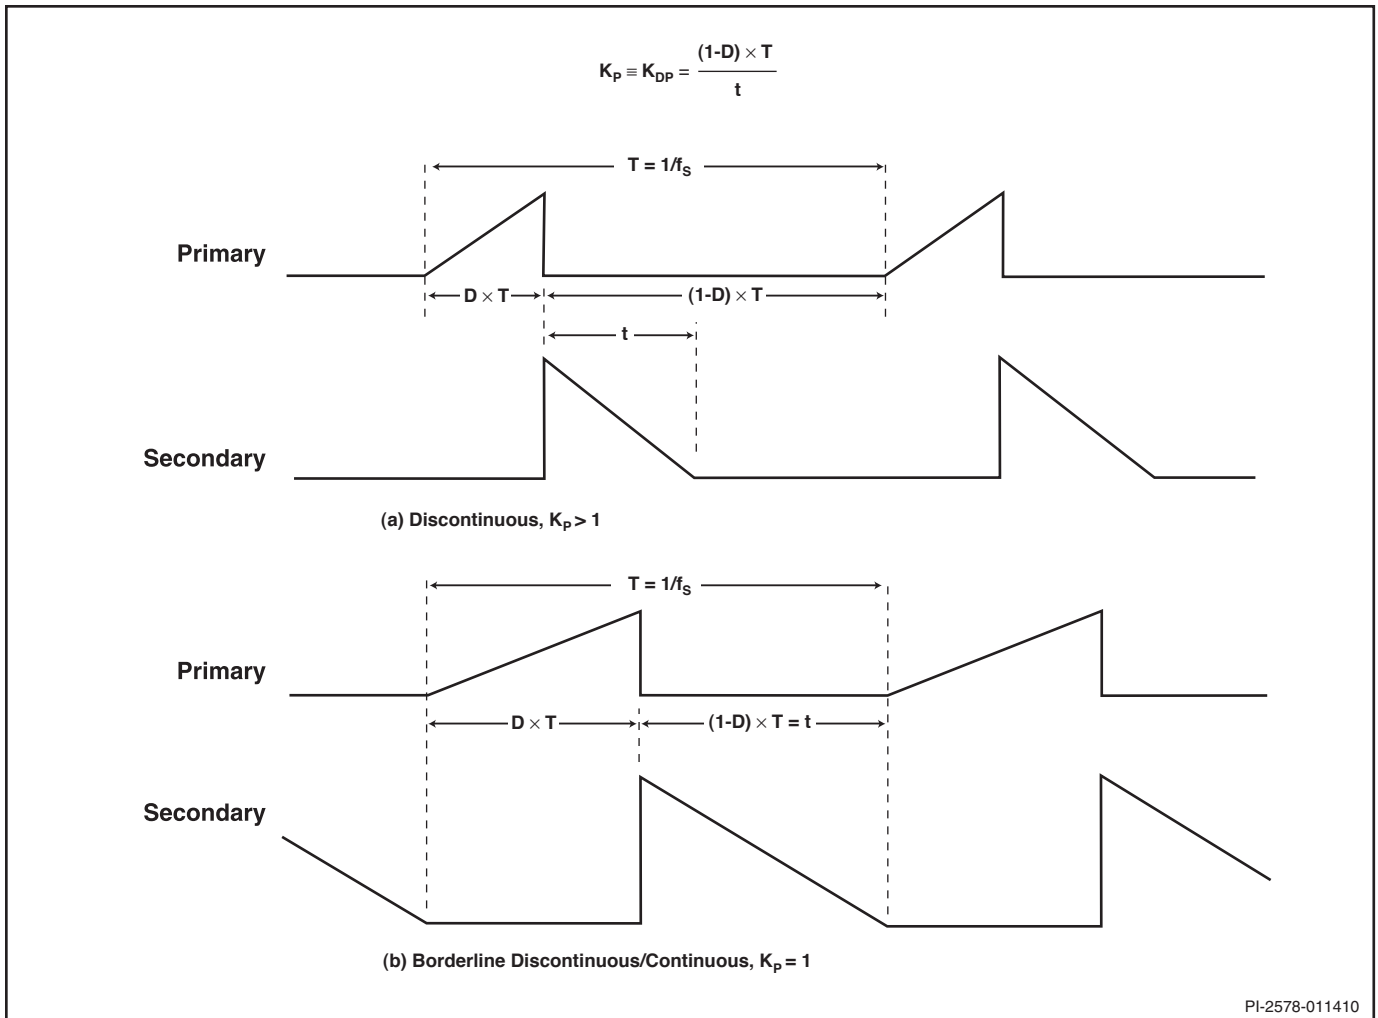 K_P ≡ K_DP = (1-D) × T / t
T = 1/f_S
Primary
D × T
(1-D) × T
t
Secondary
(a) Discontinuous, K_P > 1
T = 1/f_S
Primary
D × T
(1-D) × T = t
Secondary
(b) Borderline Discontinuous/Continuous, K_P = 1
PI-2578-011410